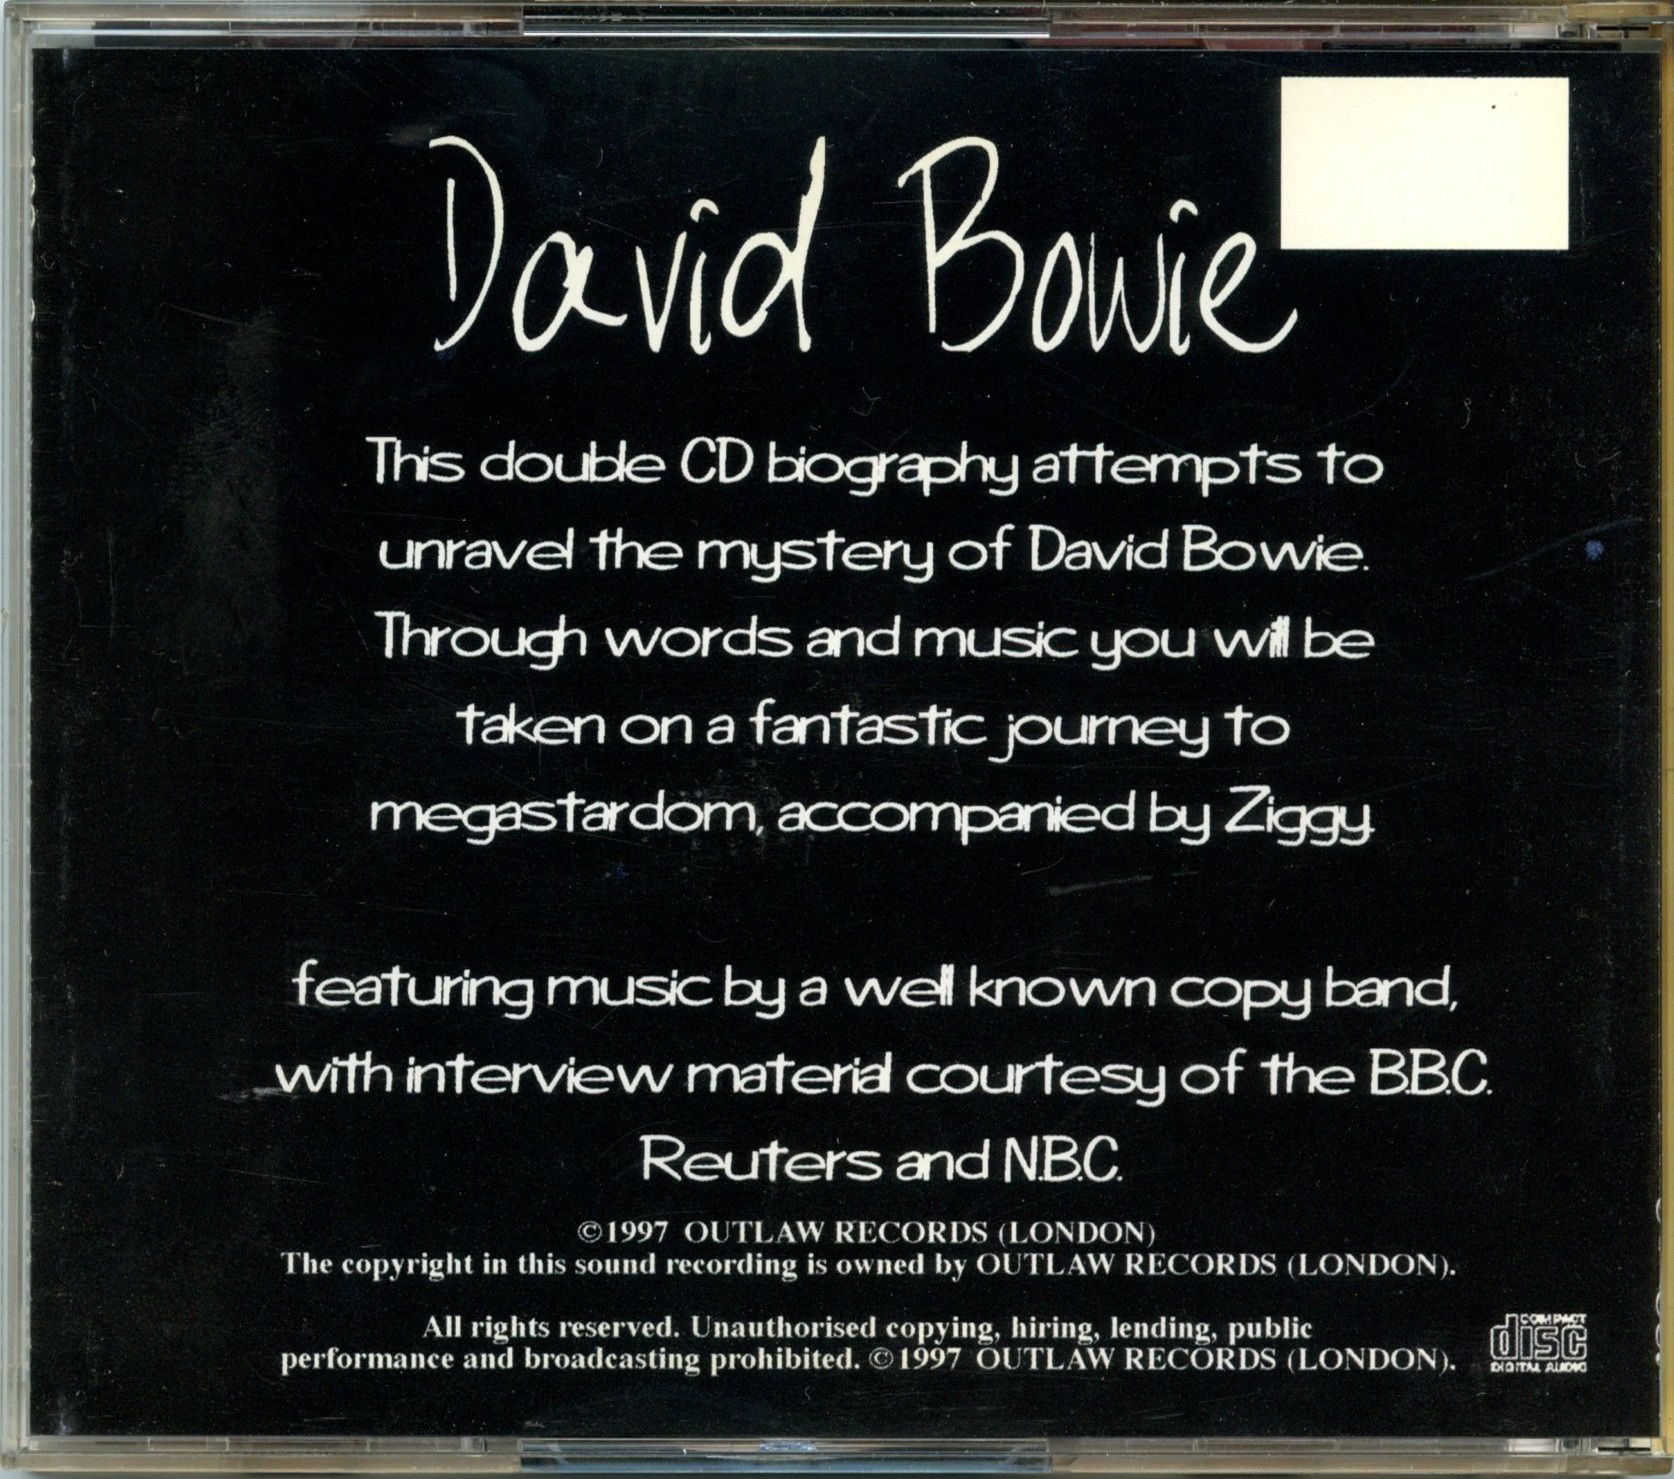 David Bowie
This double CD biography attempts to
unravel the mystery of David Bowie.
Through words and music you will be
taken on a fantastic journey to
megastardom, accompanied by Ziggy.
featuring music by a well known copy band,
with interview material courtesy of the B.B.C.
Reuters and N.B.C.
©1997 OUTLAW RECORDS (LONDON)
The copyright in this sound recording is owned by OUTLAW RECORDS (LONDON).
All rights reserved. Unauthorised copying, hiring, lending, public
performance and broadcasting prohibited. ©1997 OUTLAW RECORDS (LONDON).
COMPACT
disc
DIGITAL AUDIO